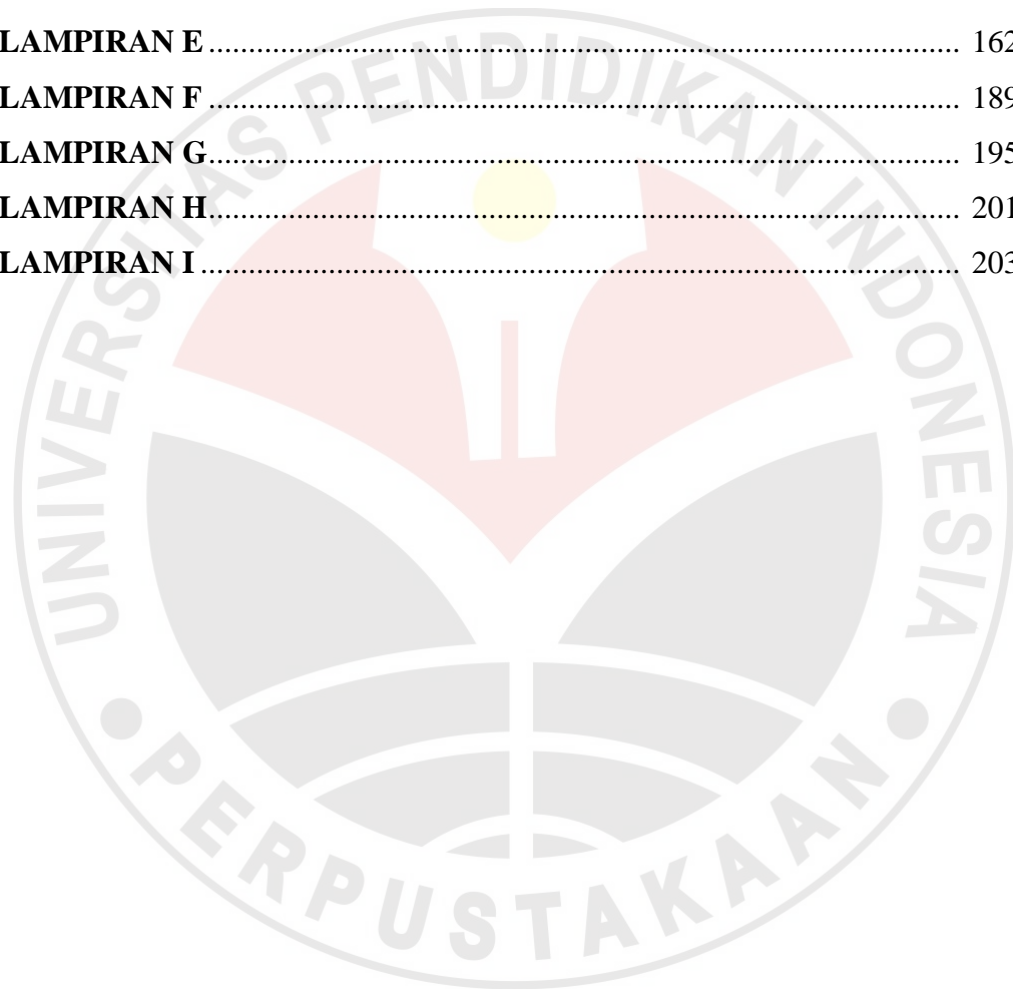 LAMPIRAN E ........................................................................................ 162
LAMPIRAN F ........................................................................................ 189
LAMPIRAN G ........................................................................................ 195
LAMPIRAN H ........................................................................................ 201
LAMPIRAN I ........................................................................................ 203
UNIVERSITAS PENDIDIKAN INDONESIA
PERPUSTAKAAN